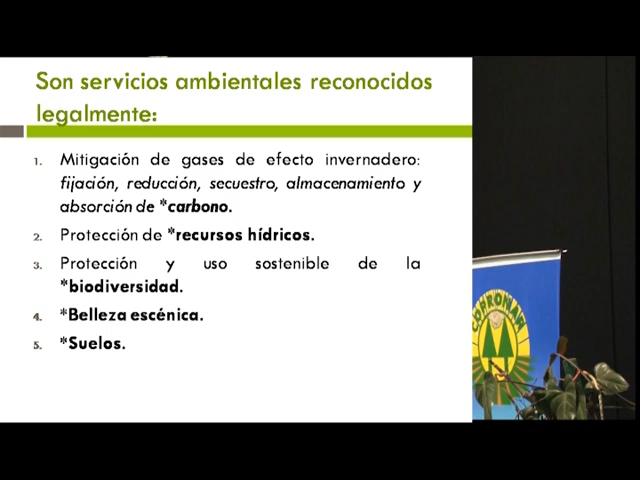 Son servicios ambientales reconocidos
legalmente:
1. Mitigación de gases de efecto invernadero:
fijación, reducción, secuestro, almacenamiento y
absorción de *carbono.
2. Protección de *recursos hídricos.
3. Protección y uso sostenible de la
*biodiversidad.
4. *Belleza escénica.
5. *Suelos.